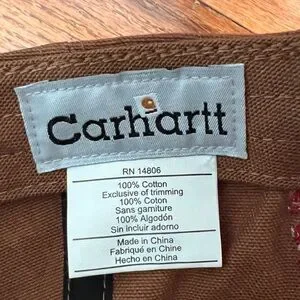 Carhartt
RN 14806
100% Cotton
Exclusive of trimming
100% Coton
Sans garniture
100% Algodón
Sin incluir adorno
Made in China
Fabriqué en Chine
Hecho en China